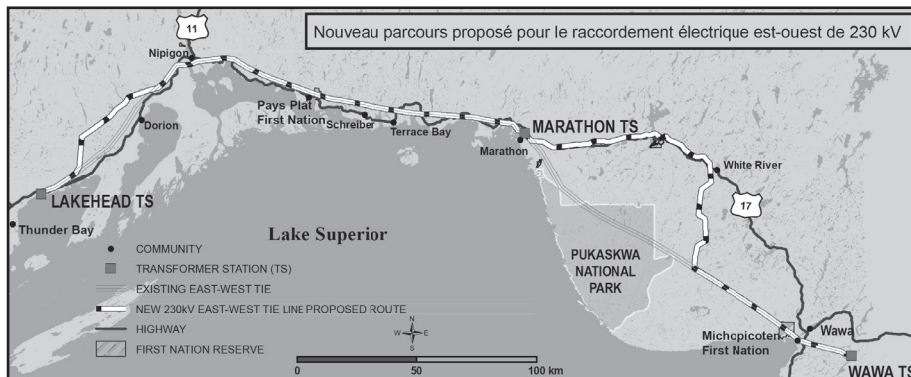 Nouveau parcours proposé pour le raccordement électrique est-ouest de 230 kV
11
Nipigon
Dorion
Pays Plat
First Nation
Schreiber
Terrace Bay
MARATHON TS
Marathon
White River
17
LAKEHEAD TS
Thunder Bay
Lake Superior
PUKASKWA
NATIONAL
PARK
COMMUNITY
TRANSFORMER STATION (TS)
EXISTING EAST-WEST TIE
NEW 230kV EAST-WEST TIE LINE PROPOSED ROUTE
HIGHWAY
FIRST NATION RESERVE
N
W
E
S
0
50
100 km
Michcpicoten
First Nation
Wawa
WAWA TS